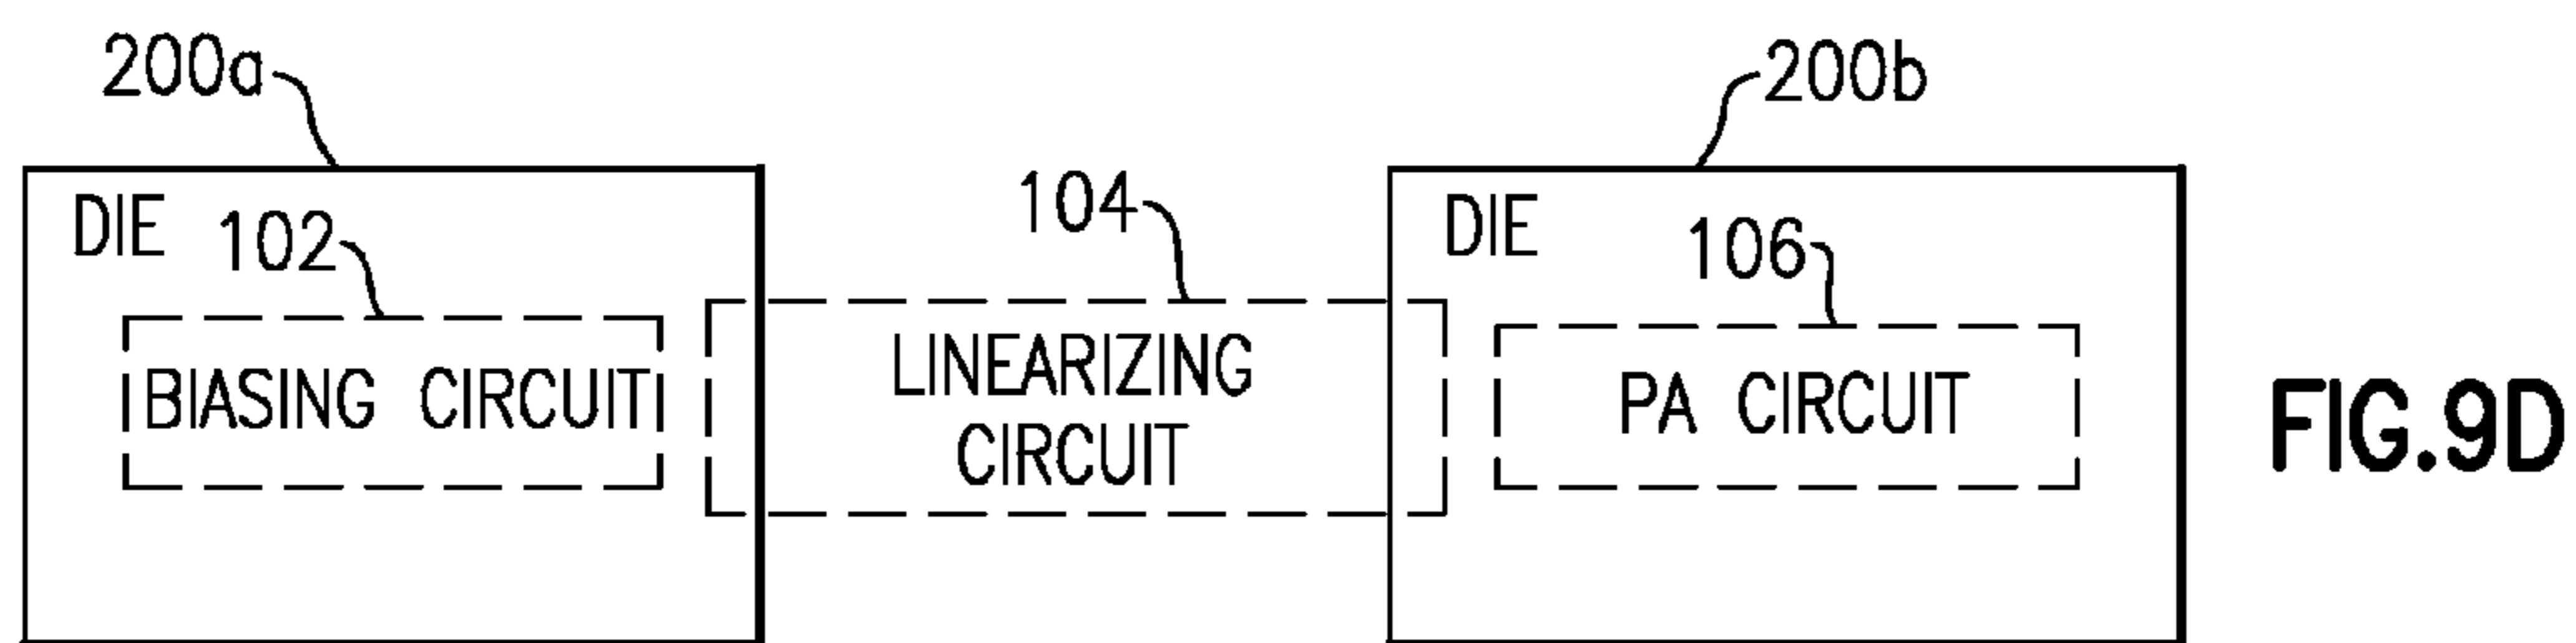 200a
200b
DIE
102
104
DIE
106
BIASING CIRCUIT
LINEARIZING
CIRCUIT
PA CIRCUIT
FIG.9D